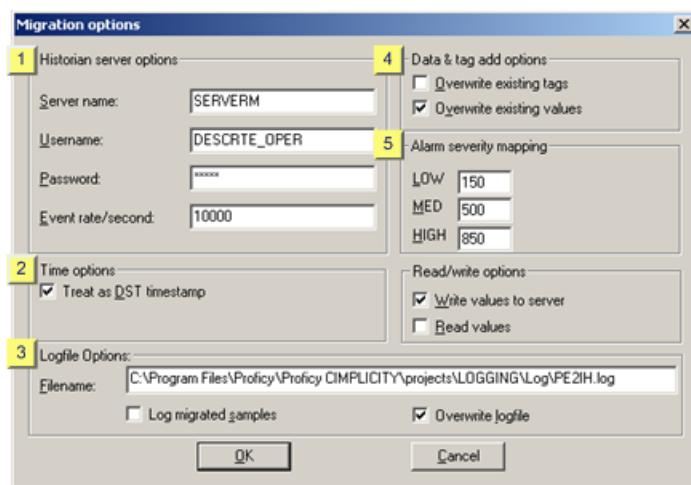 Migration options
1 Historian server options
Server name: SERVERM
Username: DESCRTE_OPER
Password: *****
Event rate/second: 10000
2 Time options
Treat as DST timestamp
4 Data & tag add options
Overwrite existing tags
Overwrite existing values
5 Alarm severity mapping
LOW 150
MED 500
HIGH 850
Read/write options
Write values to server
Read values
3 Logfile Options:
Filename: C:\Program Files\Proficy\Proficy CIMPLICITY\projects\LOGGING\Log\PE2IH.log
Log migrated samples
Overwrite logfile
OK
Cancel